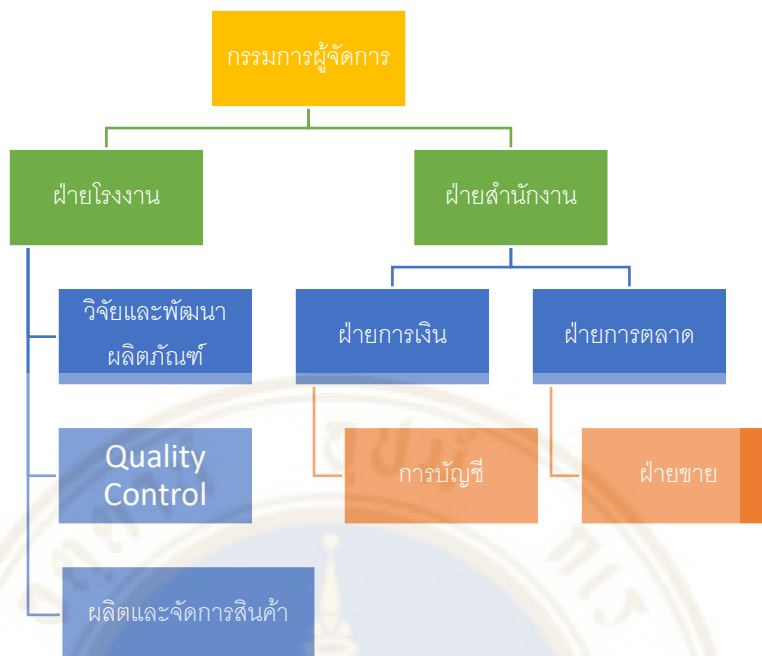 กรรมการผู้จัดการ
ฝ่ายโรงงาน
ฝ่ายสำนักงาน
วิจัยและพัฒนา
ผลิตภัณฑ์
ฝ่ายการเงิน
ฝ่ายการตลาด
Quality
Control
การบัญชี
ฝ่ายขาย
ผลิตและจัดการสินค้า